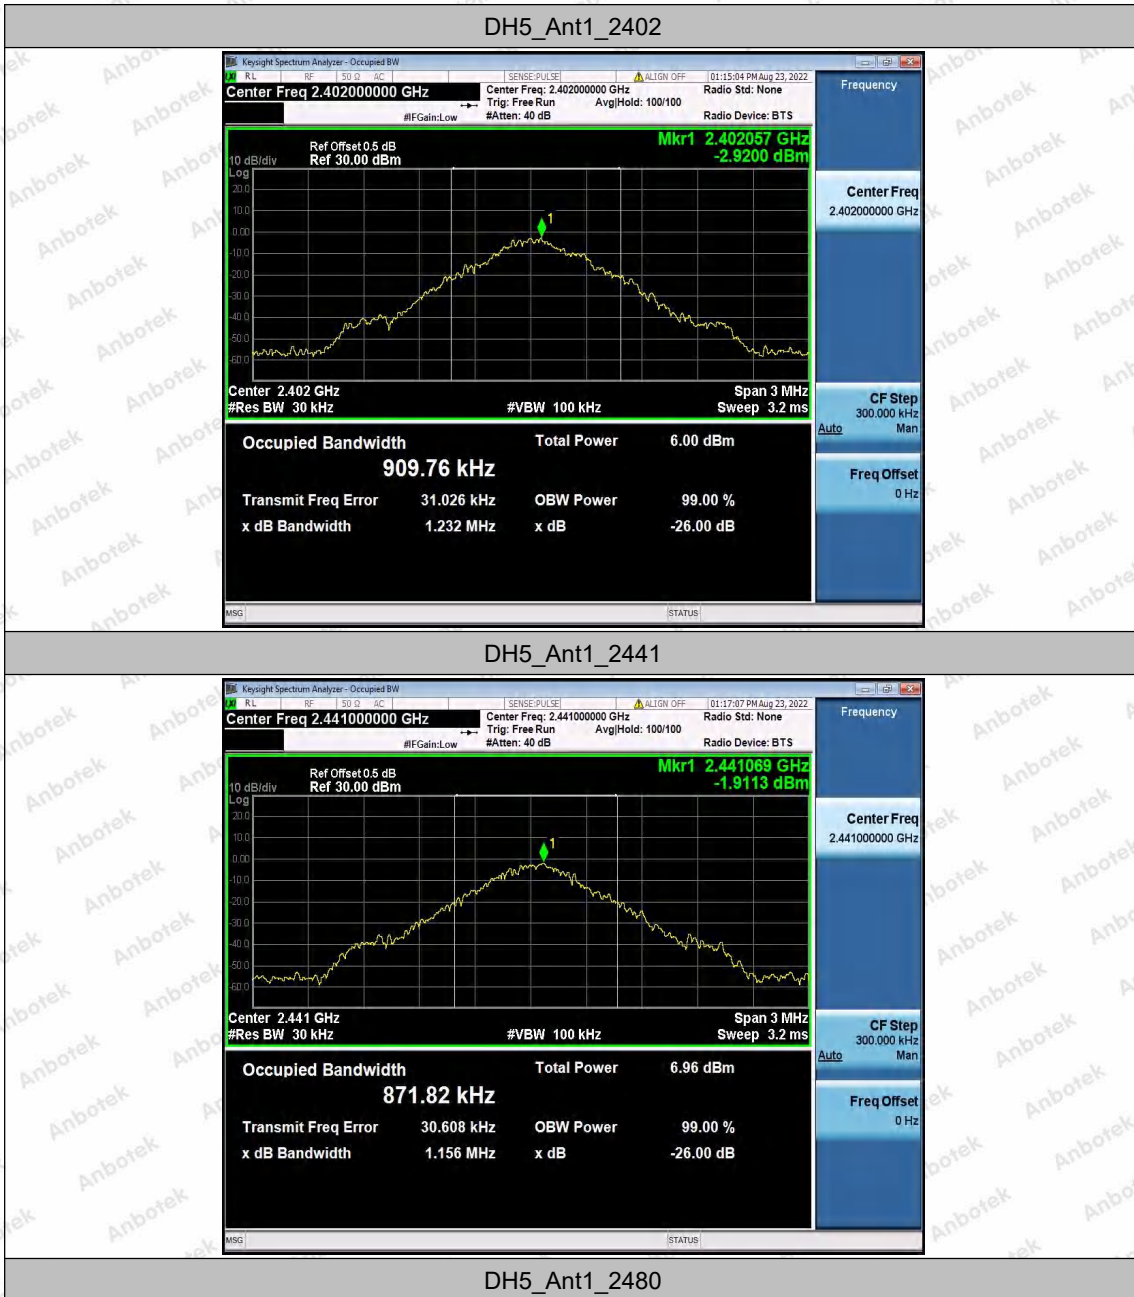 DH5_Ant1_2402
Keysight Spectrum Analyzer - Occupied BW
LXI RL RF 50 Ω AC SENSE:PULSE ALIGN OFF 01:15:04 PM Aug 23, 2022
Center Freq 2.402000000 GHz
Center Freq: 2.402000000 GHz Radio Std: None
Trig: Free Run Avg|Hold: 100/100
#IFGain:Low #Atten: 40 dB Radio Device: BTS
Frequency
Mkr1 2.402057 GHz
-2.9200 dBm
Ref Offset 0.5 dB
10 dB/div Ref 30.00 dBm
Log
20.0
10.0
0.00
-10.0
-20.0
-30.0
-40.0
-50.0
-60.0
1
Center 2.402 GHz Span 3 MHz
#Res BW 30 kHz #VBW 100 kHz Sweep 3.2 ms
Center Freq
2.402000000 GHz
CF Step
300.000 kHz
Auto Man
Freq Offset
0 Hz
Occupied Bandwidth Total Power 6.00 dBm
909.76 kHz
Transmit Freq Error 31.026 kHz OBW Power 99.00 %
x dB Bandwidth 1.232 MHz x dB -26.00 dB
MSG STATUS
DH5_Ant1_2441
Keysight Spectrum Analyzer - Occupied BW
LXI RL RF 50 Ω AC SENSE:PULSE ALIGN OFF 01:17:07 PM Aug 23, 2022
Center Freq 2.441000000 GHz
Center Freq: 2.441000000 GHz Radio Std: None
Trig: Free Run Avg|Hold: 100/100
#IFGain:Low #Atten: 40 dB Radio Device: BTS
Frequency
Mkr1 2.441069 GHz
-1.9113 dBm
Ref Offset 0.5 dB
10 dB/div Ref 30.00 dBm
Log
20.0
10.0
0.00
-10.0
-20.0
-30.0
-40.0
-50.0
-60.0
1
Center 2.441 GHz Span 3 MHz
#Res BW 30 kHz #VBW 100 kHz Sweep 3.2 ms
Center Freq
2.441000000 GHz
CF Step
300.000 kHz
Auto Man
Freq Offset
0 Hz
Occupied Bandwidth Total Power 6.96 dBm
871.82 kHz
Transmit Freq Error 30.608 kHz OBW Power 99.00 %
x dB Bandwidth 1.156 MHz x dB -26.00 dB
MSG STATUS
DH5_Ant1_2480
Anbotek